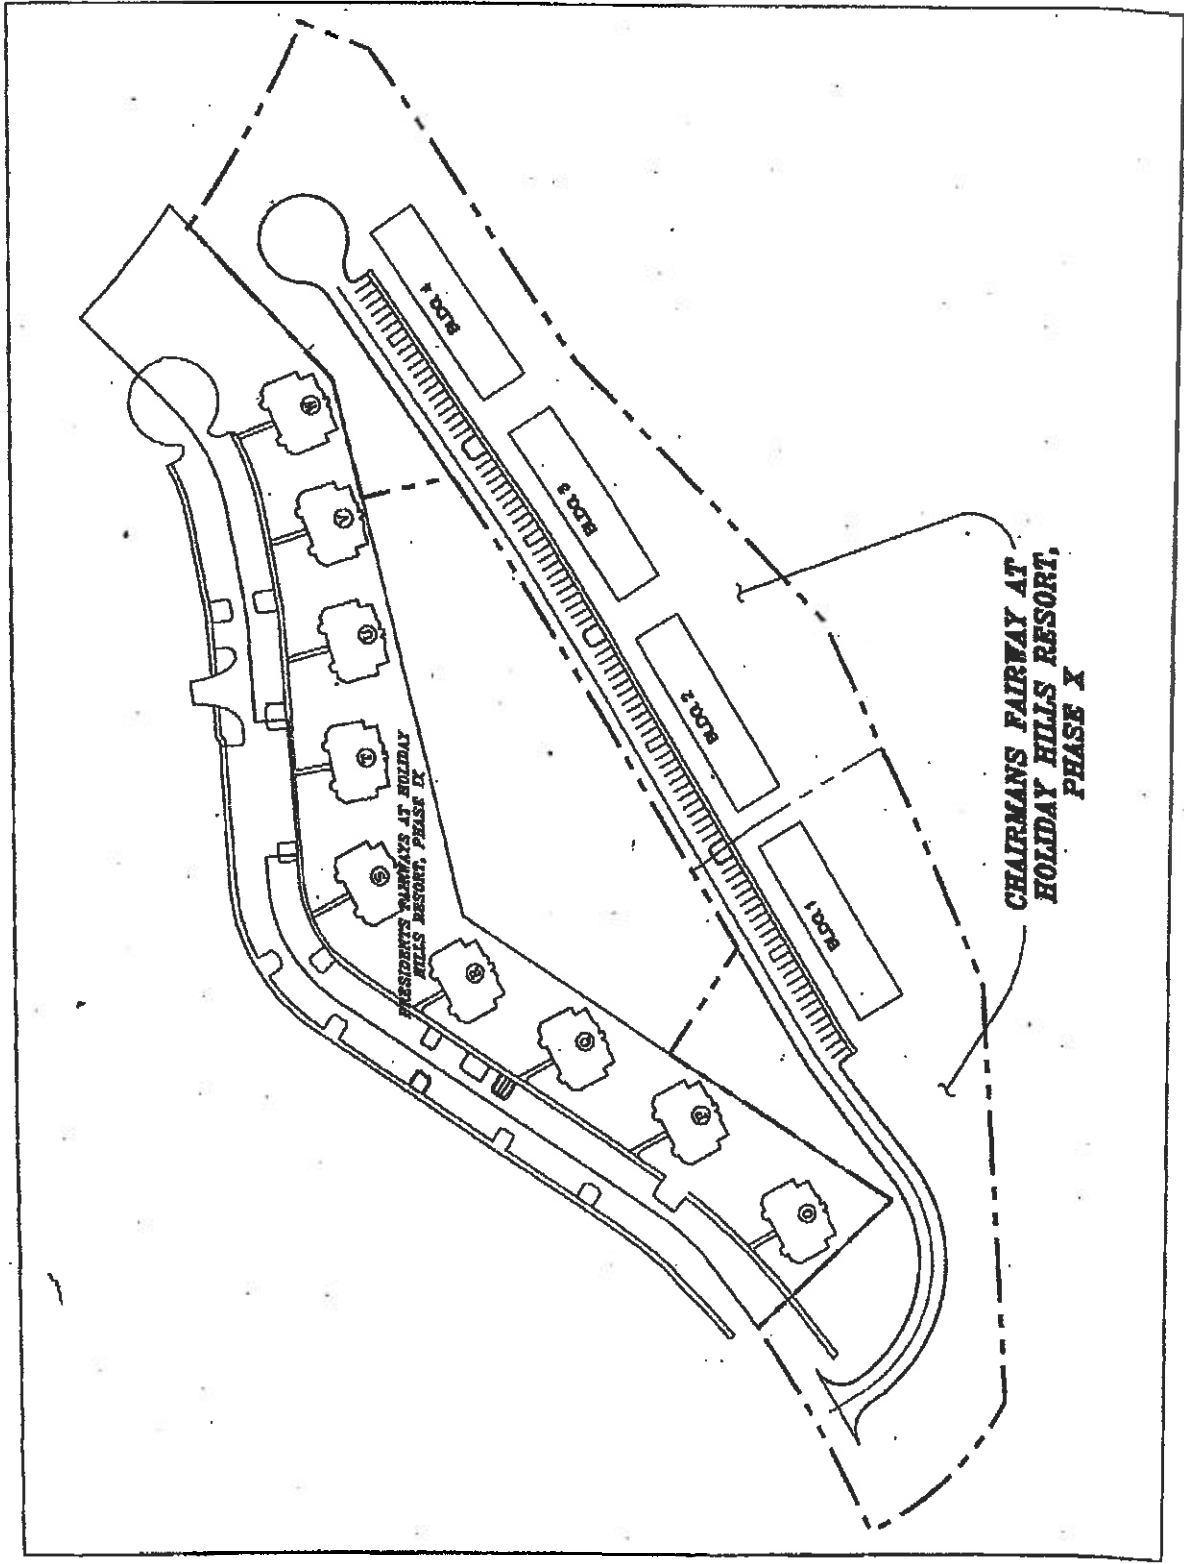 BLDG. 4
BLDG. 3
BLDG. 2
BLDG. 1
W
V
U
T
S
R
Q
P
O
PRESIDENTS FAIRWAYS AT HOLIDAY
HILLS RESORT, PHASE IX
CHAIRMANS FAIRWAY AT
HOLIDAY HILLS RESORT,
PHASE X